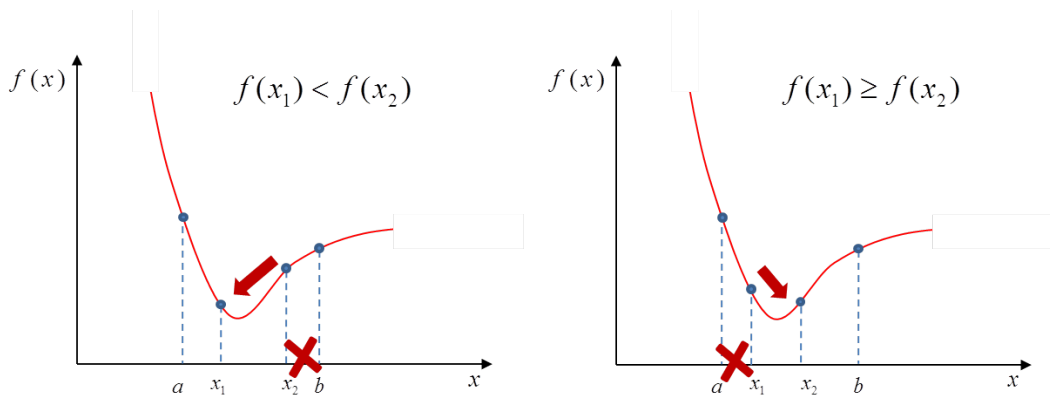 f(x)
f(x₁) < f(x₂)
a
x₁
x₂
b
x
f(x)
f(x₁) ≥ f(x₂)
a
x₁
x₂
b
x